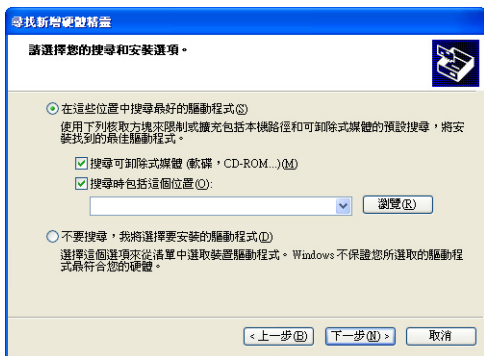 尋找新增硬體精靈
請選擇您的搜尋和安裝選項。
在這些位置中搜尋最好的驅動程式(S)
使用下列核取方塊來限制或擴充包括本機路徑和可卸除式媒體的預設搜尋，將安
裝找到的最佳驅動程式。
搜尋可卸除式媒體 (軟碟，CD-ROM...)(M)
搜尋時包括這個位置(O):
瀏覽(R)
不要搜尋，我將選擇要安裝的驅動程式(D)
選擇這個選項來從清單中選取裝置驅動程式。Windows 不保證您所選取的驅動程
式最符合您的硬體。
<上一步(B)
下一步(N)>
取消